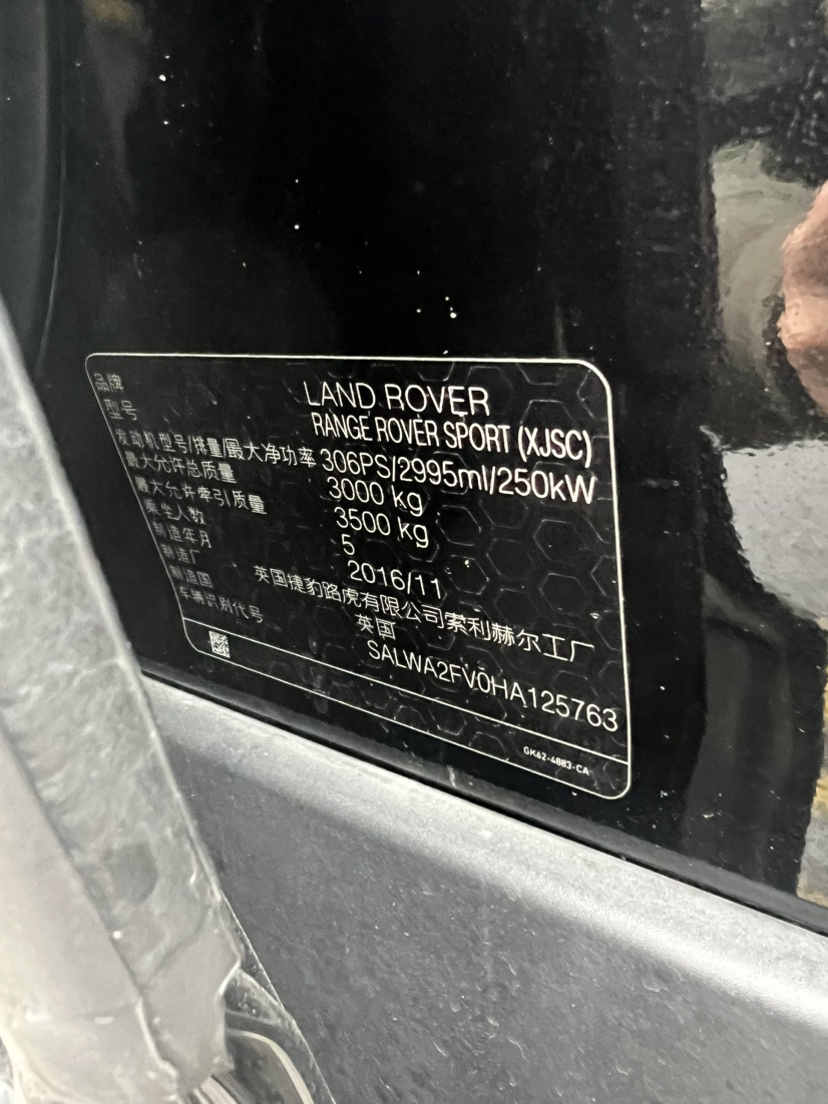 品牌 LAND ROVER
型号 RANGE ROVER SPORT (XJSC)
发动机型号/排量/最大净功率 306PS/2995ml/250kW
最大允许总质量 3000 kg
最大允许牵引质量 3500 kg
乘坐人数 5
制造年月 2016/11
制造厂 英国捷豹路虎有限公司索利赫尔工厂
制造国 英国
车辆识别代号 SALWA2FV0HA125763
GK62-4883-CA